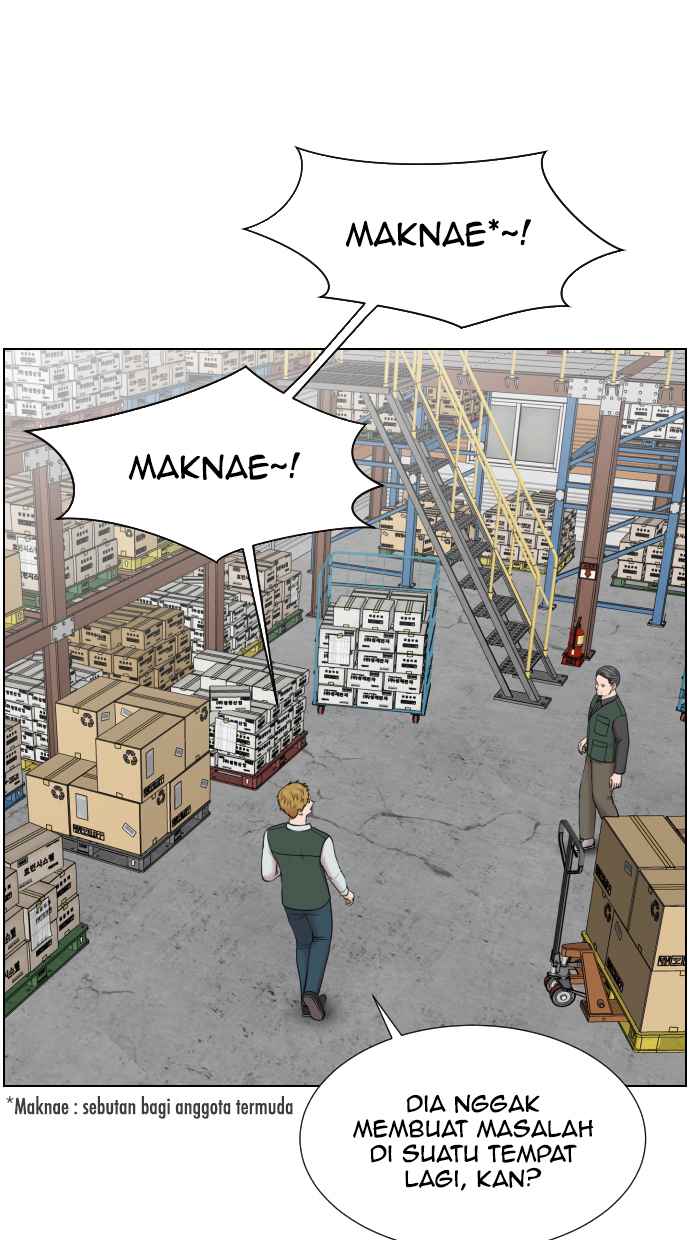 MAKNAE*~!
MAKNAE~!
*Maknae : sebutan bagi anggota termuda
DIA NGGAK
MEMBUAT MASALAH
DI SUATU TEMPAT
LAGI, KAN?